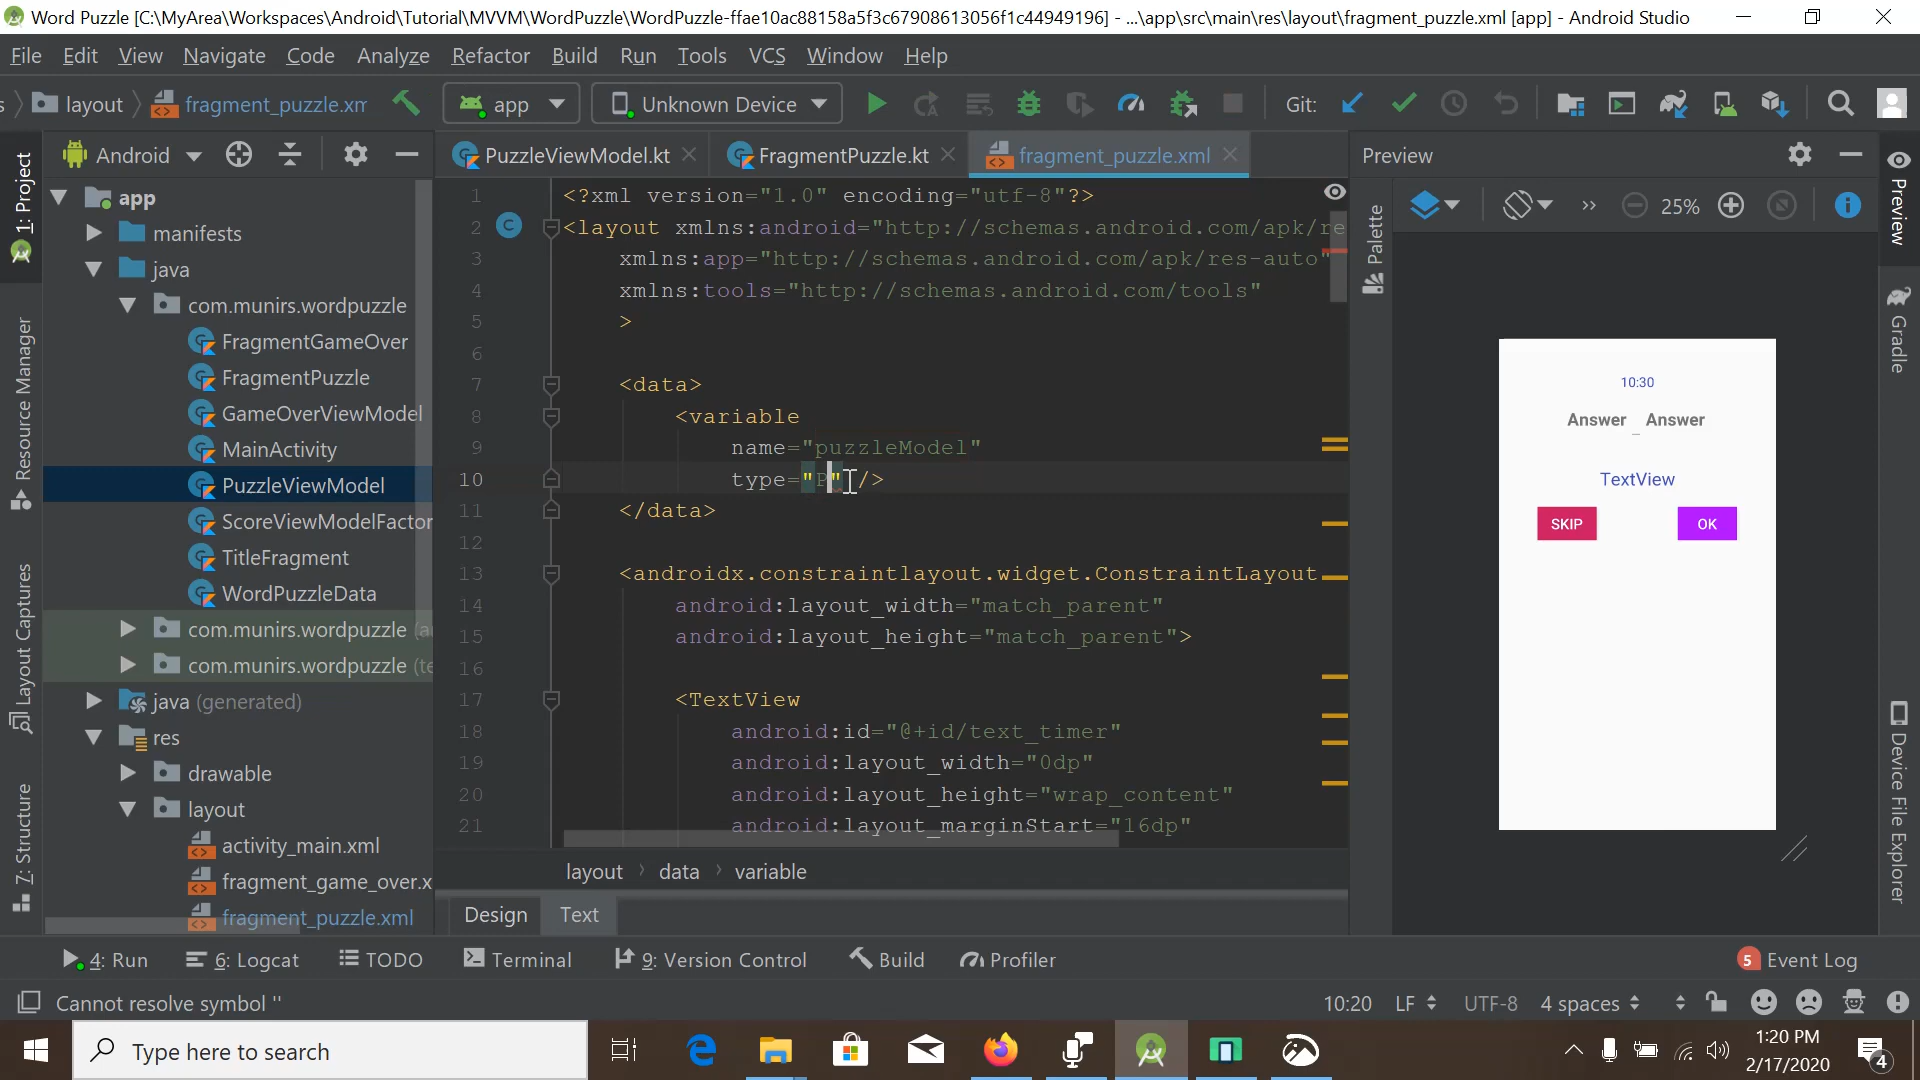 Word Puzzle [C:\MyArea\Workspaces\Android\Tutorial\MVVM\WordPuzzle\WordPuzzle-ffae10ac88158a5f3c67908613056f1c44949196] - ...\app\src\main\res\layout\fragment_puzzle.xml [app] - Android Studio
File Edit View Navigate Code Analyze Refactor Build Run Tools VCS Window Help
s layout fragment_puzzle.xm app Unknown Device Git:
1: Project
Resource Manager
Layout Captures
7: Structure
Android
app
manifests
java
com.munirs.wordpuzzle
FragmentGameOver
FragmentPuzzle
GameOverViewModel
MainActivity
PuzzleViewModel
ScoreViewModelFactor
TitleFragment
WordPuzzleData
com.munirs.wordpuzzle (a
com.munirs.wordpuzzle (te
java (generated)
res
drawable
layout
activity_main.xml
fragment_game_over.x
fragment_puzzle.xml
PuzzleViewModel.kt FragmentPuzzle.kt fragment_puzzle.xml
1 <?xml version="1.0" encoding="utf-8"?>
2 <layout xmlns:android="http://schemas.android.com/apk/re
3 xmlns:app="http://schemas.android.com/apk/res-auto"
4 xmlns:tools="http://schemas.android.com/tools"
5 >
6
7 <data>
8 <variable
9 name="puzzleModel"
10 type="P" />
11 </data>
12
13 <androidx.constraintlayout.widget.ConstraintLayout
14 android:layout_width="match_parent"
15 android:layout_height="match_parent">
16
17 <TextView
18 android:id="@+id/text_timer"
19 android:layout_width="0dp"
20 android:layout_height="wrap_content"
21 android:layout_marginStart="16dp"
layout data variable
Design Text
Preview
Palette
25%
10:30
Answer _ Answer
TextView
SKIP OK
Preview
Gradle
Device File Explorer
4: Run 6: Logcat TODO Terminal 9: Version Control Build Profiler 5 Event Log
Cannot resolve symbol '' 10:20 LF UTF-8 4 spaces
Type here to search
1:20 PM
2/17/2020
4